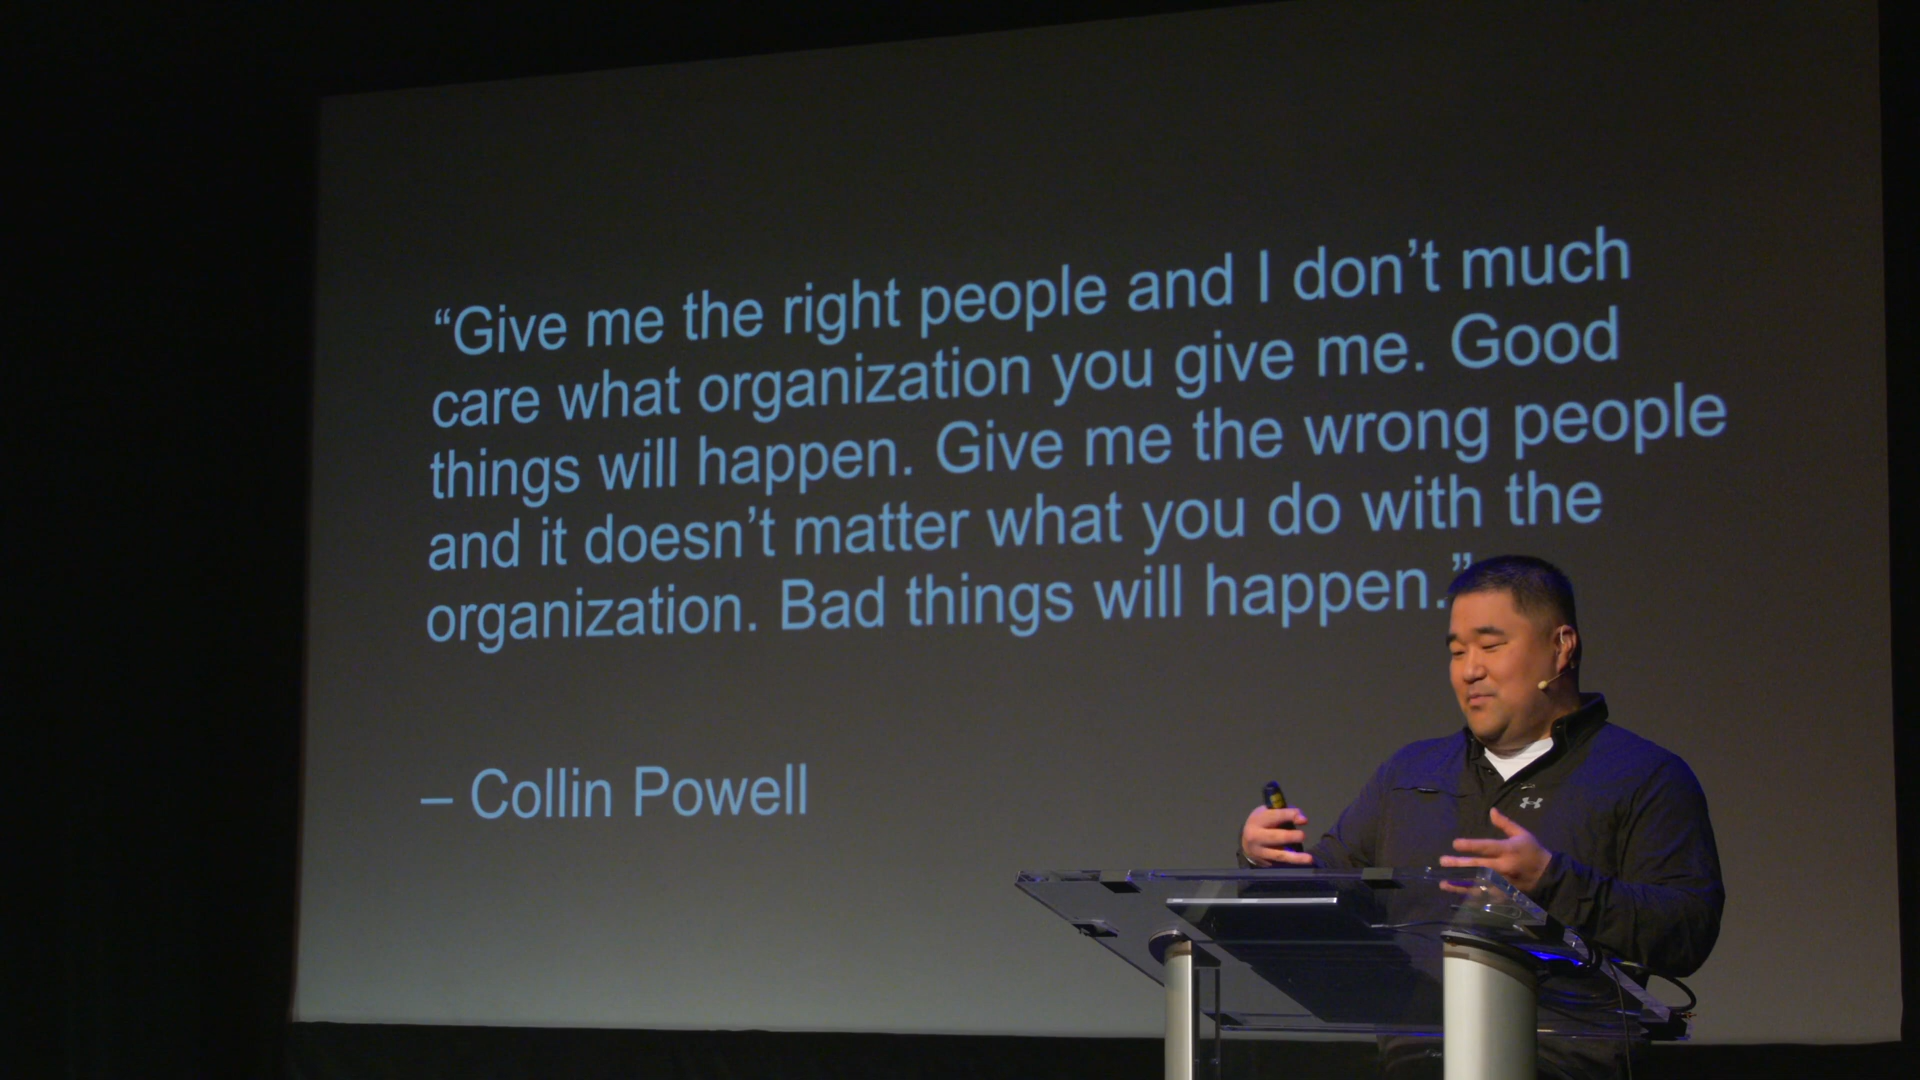 “Give me the right people and I don’t much
care what organization you give me. Good
things will happen. Give me the wrong people
and it doesn’t matter what you do with the
organization. Bad things will happen.”
– Collin Powell